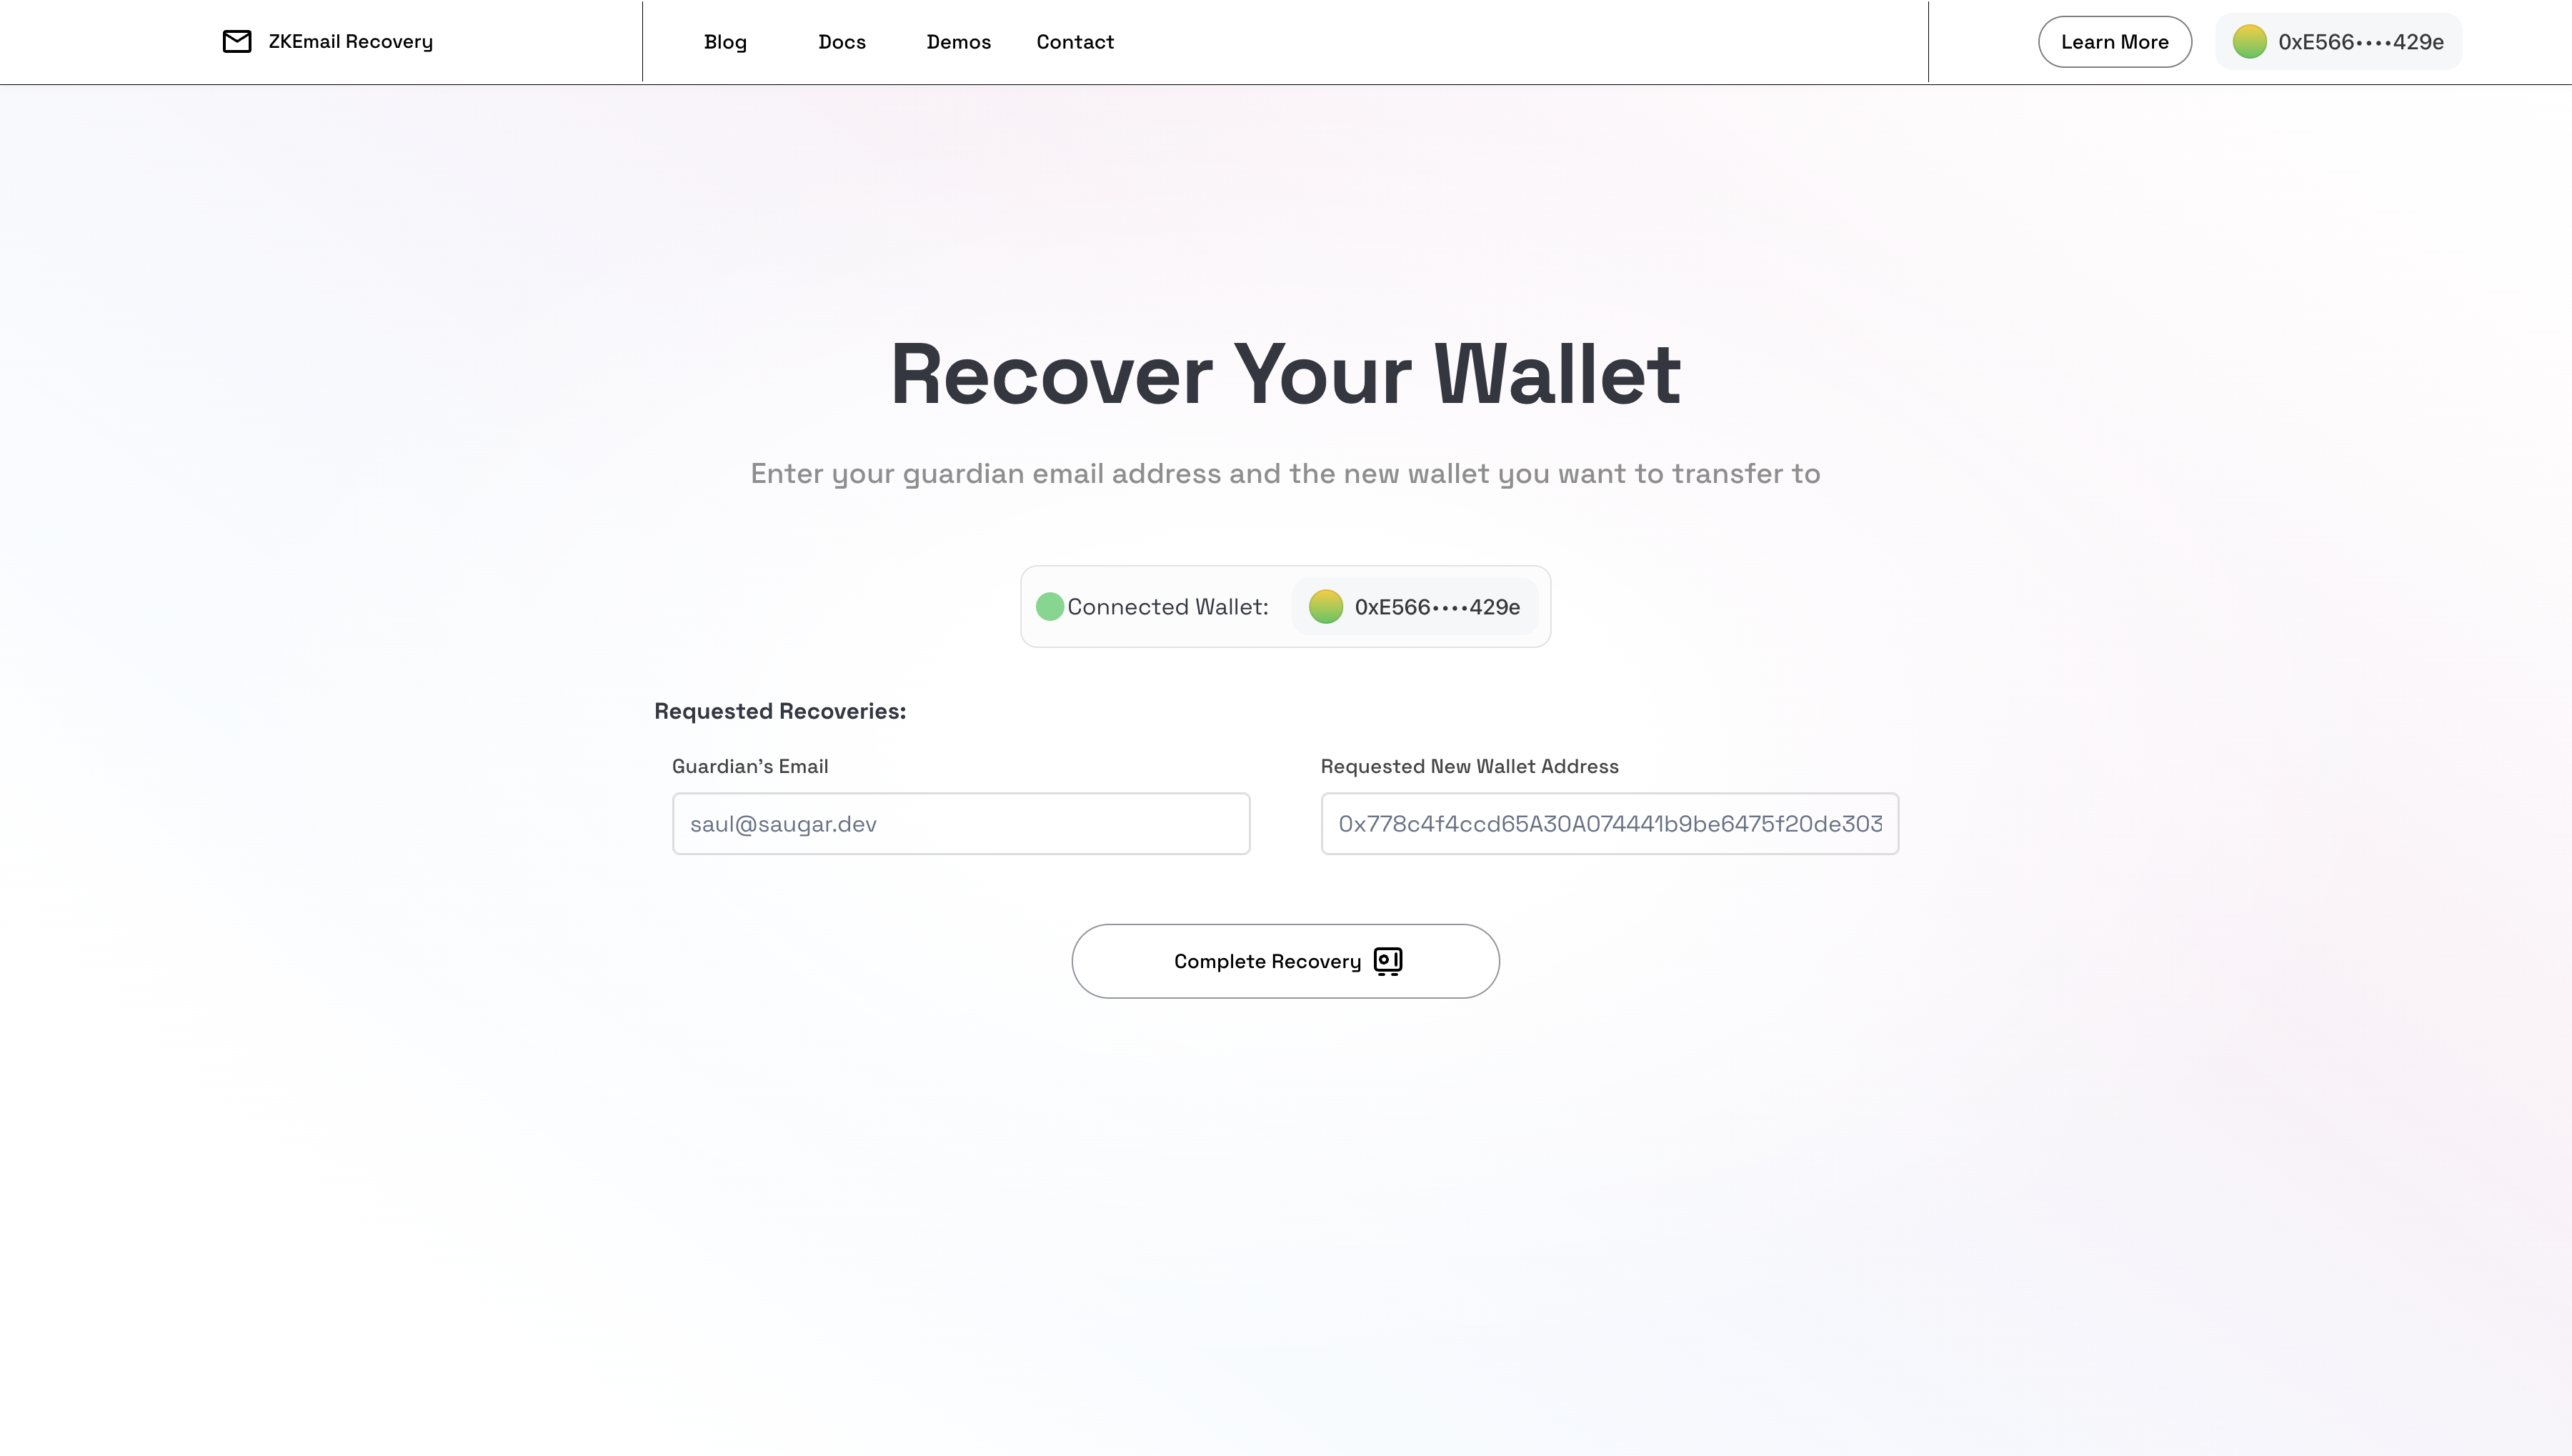 ZKEmail Recovery
Blog Docs Demos Contact
Learn More
0xE566••••429e
Recover Your Wallet
Enter your guardian email address and the new wallet you want to transfer to
Connected Wallet: 0xE566••••429e
Requested Recoveries:
Guardian's Email
saul@saugar.dev
Requested New Wallet Address
0x778c4f4ccd65A30A074441b9be6475f20de303
Complete Recovery